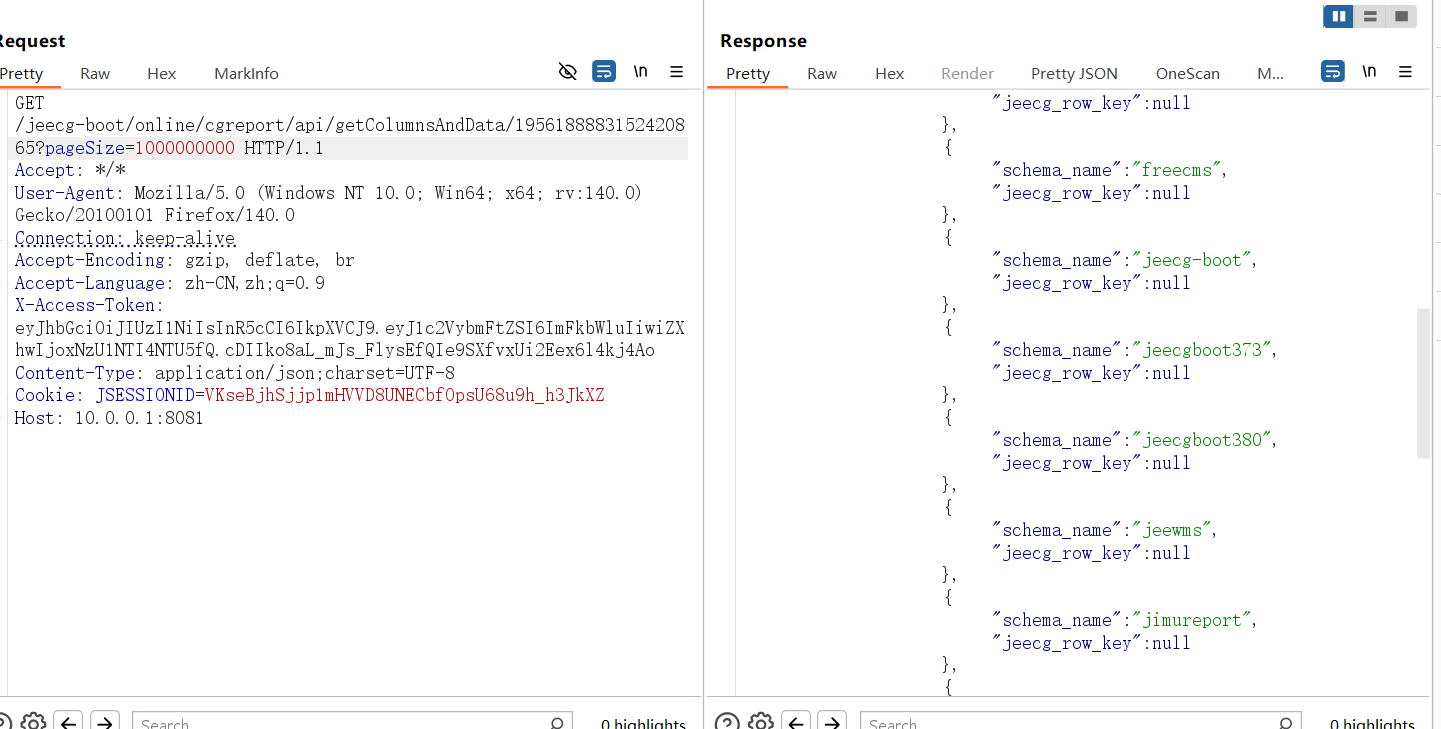 Request
Pretty Raw Hex MarkInfo \n
GET
/jeecg-boot/online/cgreport/api/getColumnsAndData/19561888831524208
65?pageSize=1000000000 HTTP/1.1
Accept: */*
User-Agent: Mozilla/5.0 (Windows NT 10.0; Win64; x64; rv:140.0)
Gecko/20100101 Firefox/140.0
Connection: keep-alive
Accept-Encoding: gzip, deflate, br
Accept-Language: zh-CN,zh;q=0.9
X-Access-Token:
eyJhbGciOiJIUzI1NiIsInR5cCI6IkpXVCJ9.eyJ1c2VybmFtZSI6ImFkbWluIiwiZX
hwIjoxNzU1NTI4NTU5fQ.cDIIko8aL_mJs_FlysEfQIe9SXfvxUi2Eex6l4kj4Ao
Content-Type: application/json;charset=UTF-8
Cookie: JSESSIONID=VKseBjhSjjp1mHVVD8UNECbfOpsU68u9h_h3JkXZ
Host: 10.0.0.1:8081
Search 0 highlights
Response
Pretty Raw Hex Render Pretty JSON OneScan M... \n
"jeecg_row_key":null
},
{
"schema_name":"freecms",
"jeecg_row_key":null
},
{
"schema_name":"jeecg-boot",
"jeecg_row_key":null
},
{
"schema_name":"jeecgboot373",
"jeecg_row_key":null
},
{
"schema_name":"jeecgboot380",
"jeecg_row_key":null
},
{
"schema_name":"jeewms",
"jeecg_row_key":null
},
{
"schema_name":"jimureport",
"jeecg_row_key":null
},
{
Search 0 highlights